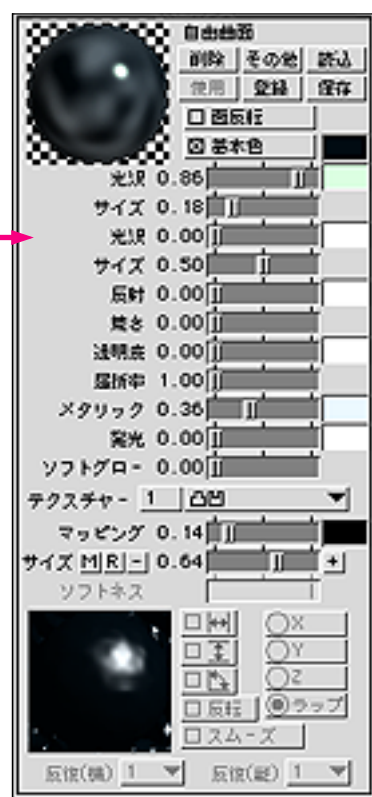 自由曲面
削除 その他 読込
使用 登録 保存
面反転
基本色
光沢 0.86
サイズ 0.18
光沢 0.00
サイズ 0.50
反射 0.00
荒さ 0.00
透明度 0.00
屈折率 1.00
メタリック 0.36
発光 0.00
ソフトグロー 0.00
テクスチャー 1 凸凹
マッピング 0.14
サイズ M R - 0.64 +
ソフトネス
X
Y
Z
反転 ラップ
スムーズ
反復(横) 1 反復(縦) 1